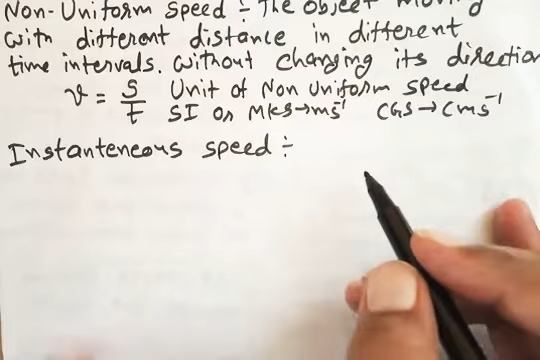 Non-Uniform speed :- The object moving
with different distance in different
time intervals. without changing its direction
v = S/t Unit of Non Uniform speed
SI or MKS→ms⁻¹ CGS→Cms⁻¹
Instanteneous speed :-